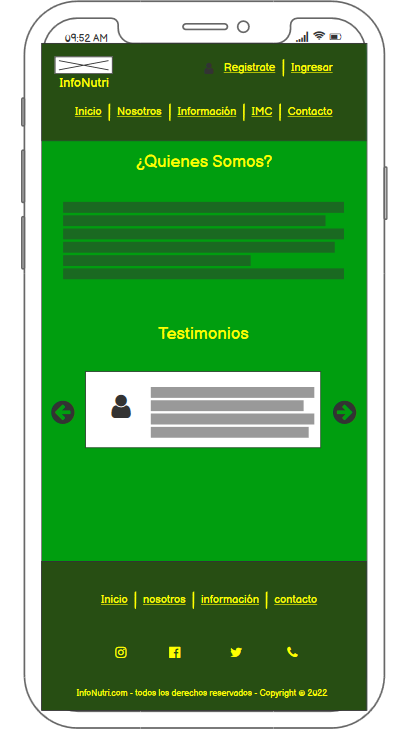 09:52 AM
Registrate | Ingresar
InfoNutri
Inicio | Nosotros | Información | IMC | Contacto
¿Quienes Somos?
Testimonios
Inicio | nosotros | información | contacto
InfoNutri.com - todos los derechos reservados - Copyright © 2022